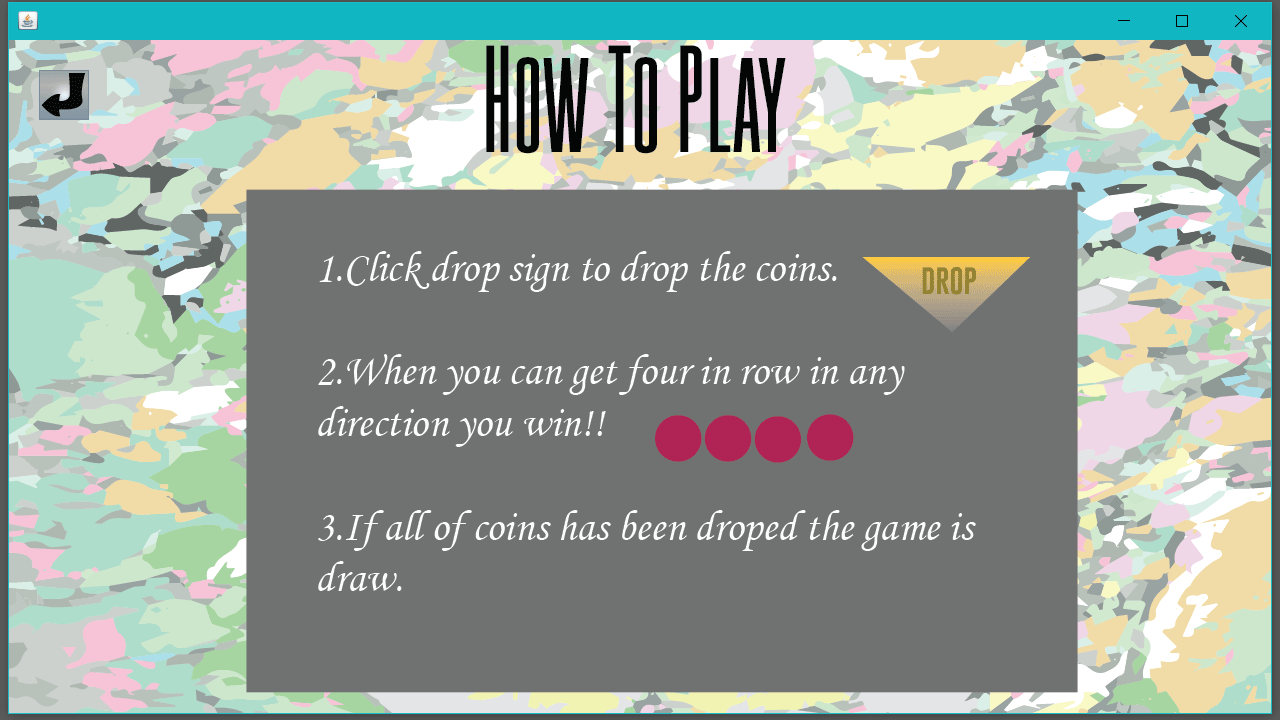 How To Play
1.Click drop sign to drop the coins.
DROP
2.When you can get four in row in any
direction you win!!
3.If all of coins has been droped the game is
draw.